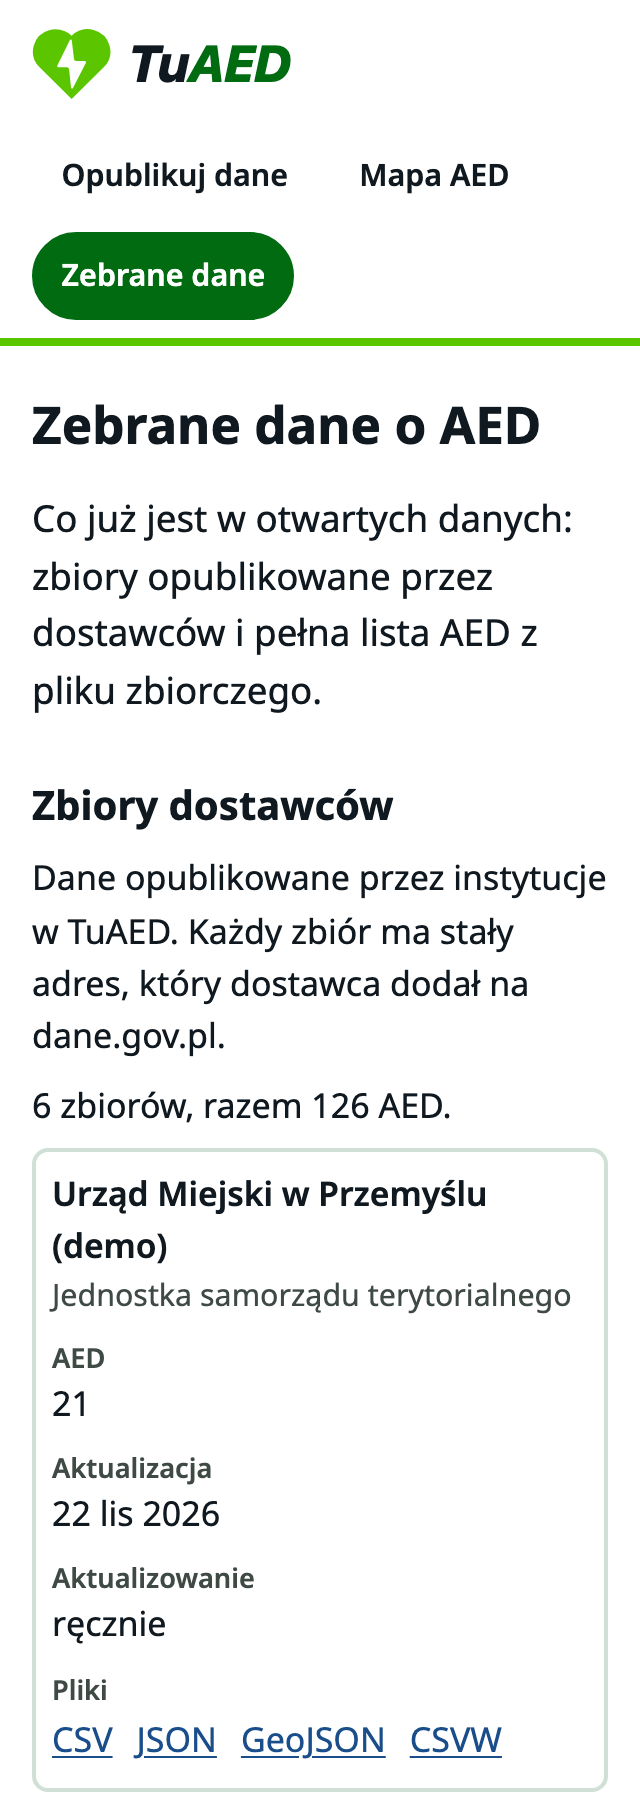 TuAED
Opublikuj dane
Mapa AED
Zebrane dane
Zebrane dane o AED
Co już jest w otwartych danych:
zbiory opublikowane przez
dostawców i pełna lista AED z
pliku zbiorczego.
Zbiory dostawców
Dane opublikowane przez instytucje
w TuAED. Każdy zbiór ma stały
adres, który dostawca dodał na
dane.gov.pl.
6 zbiorów, razem 126 AED.
Urząd Miejski w Przemyślu
(demo)
Jednostka samorządu terytorialnego
AED
21
Aktualizacja
22 lis 2026
Aktualizowanie
ręcznie
Pliki
CSV JSON GeoJSON CSVW